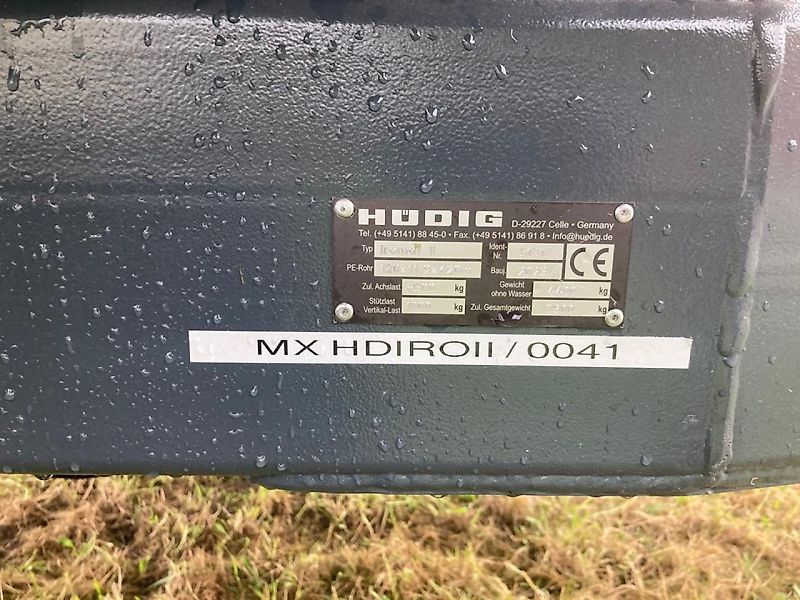 HÜDIG
D-29227 Celle • Germany
Tel. (+49 5141) 88 45-0 • Fax. (+49 5141) 86 91 8 • Info@huedig.de
Typ II Ident-Nr.
PE-Rohr Bauj. CE
Zul. Achslast kg Gewicht ohne Wasser kg
Stützlast Vertikal-Last kg Zul. Gesamtgewicht kg
MX HDIROII / 0041